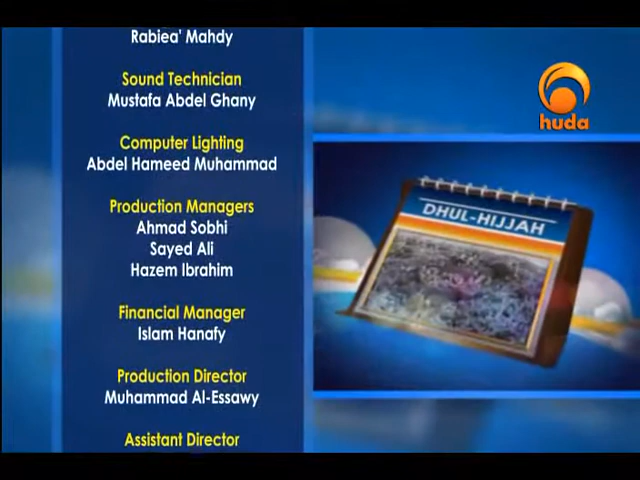 Rabiea' Mahdy
Sound Technician
Mustafa Abdel Ghany
Computer Lighting
Abdel Hameed Muhammad
Production Managers
Ahmad Sobhi
Sayed Ali
Hazem Ibrahim
Financial Manager
Islam Hanafy
Production Director
Muhammad Al-Essawy
Assistant Director
huda
DHUL-HIJJAH